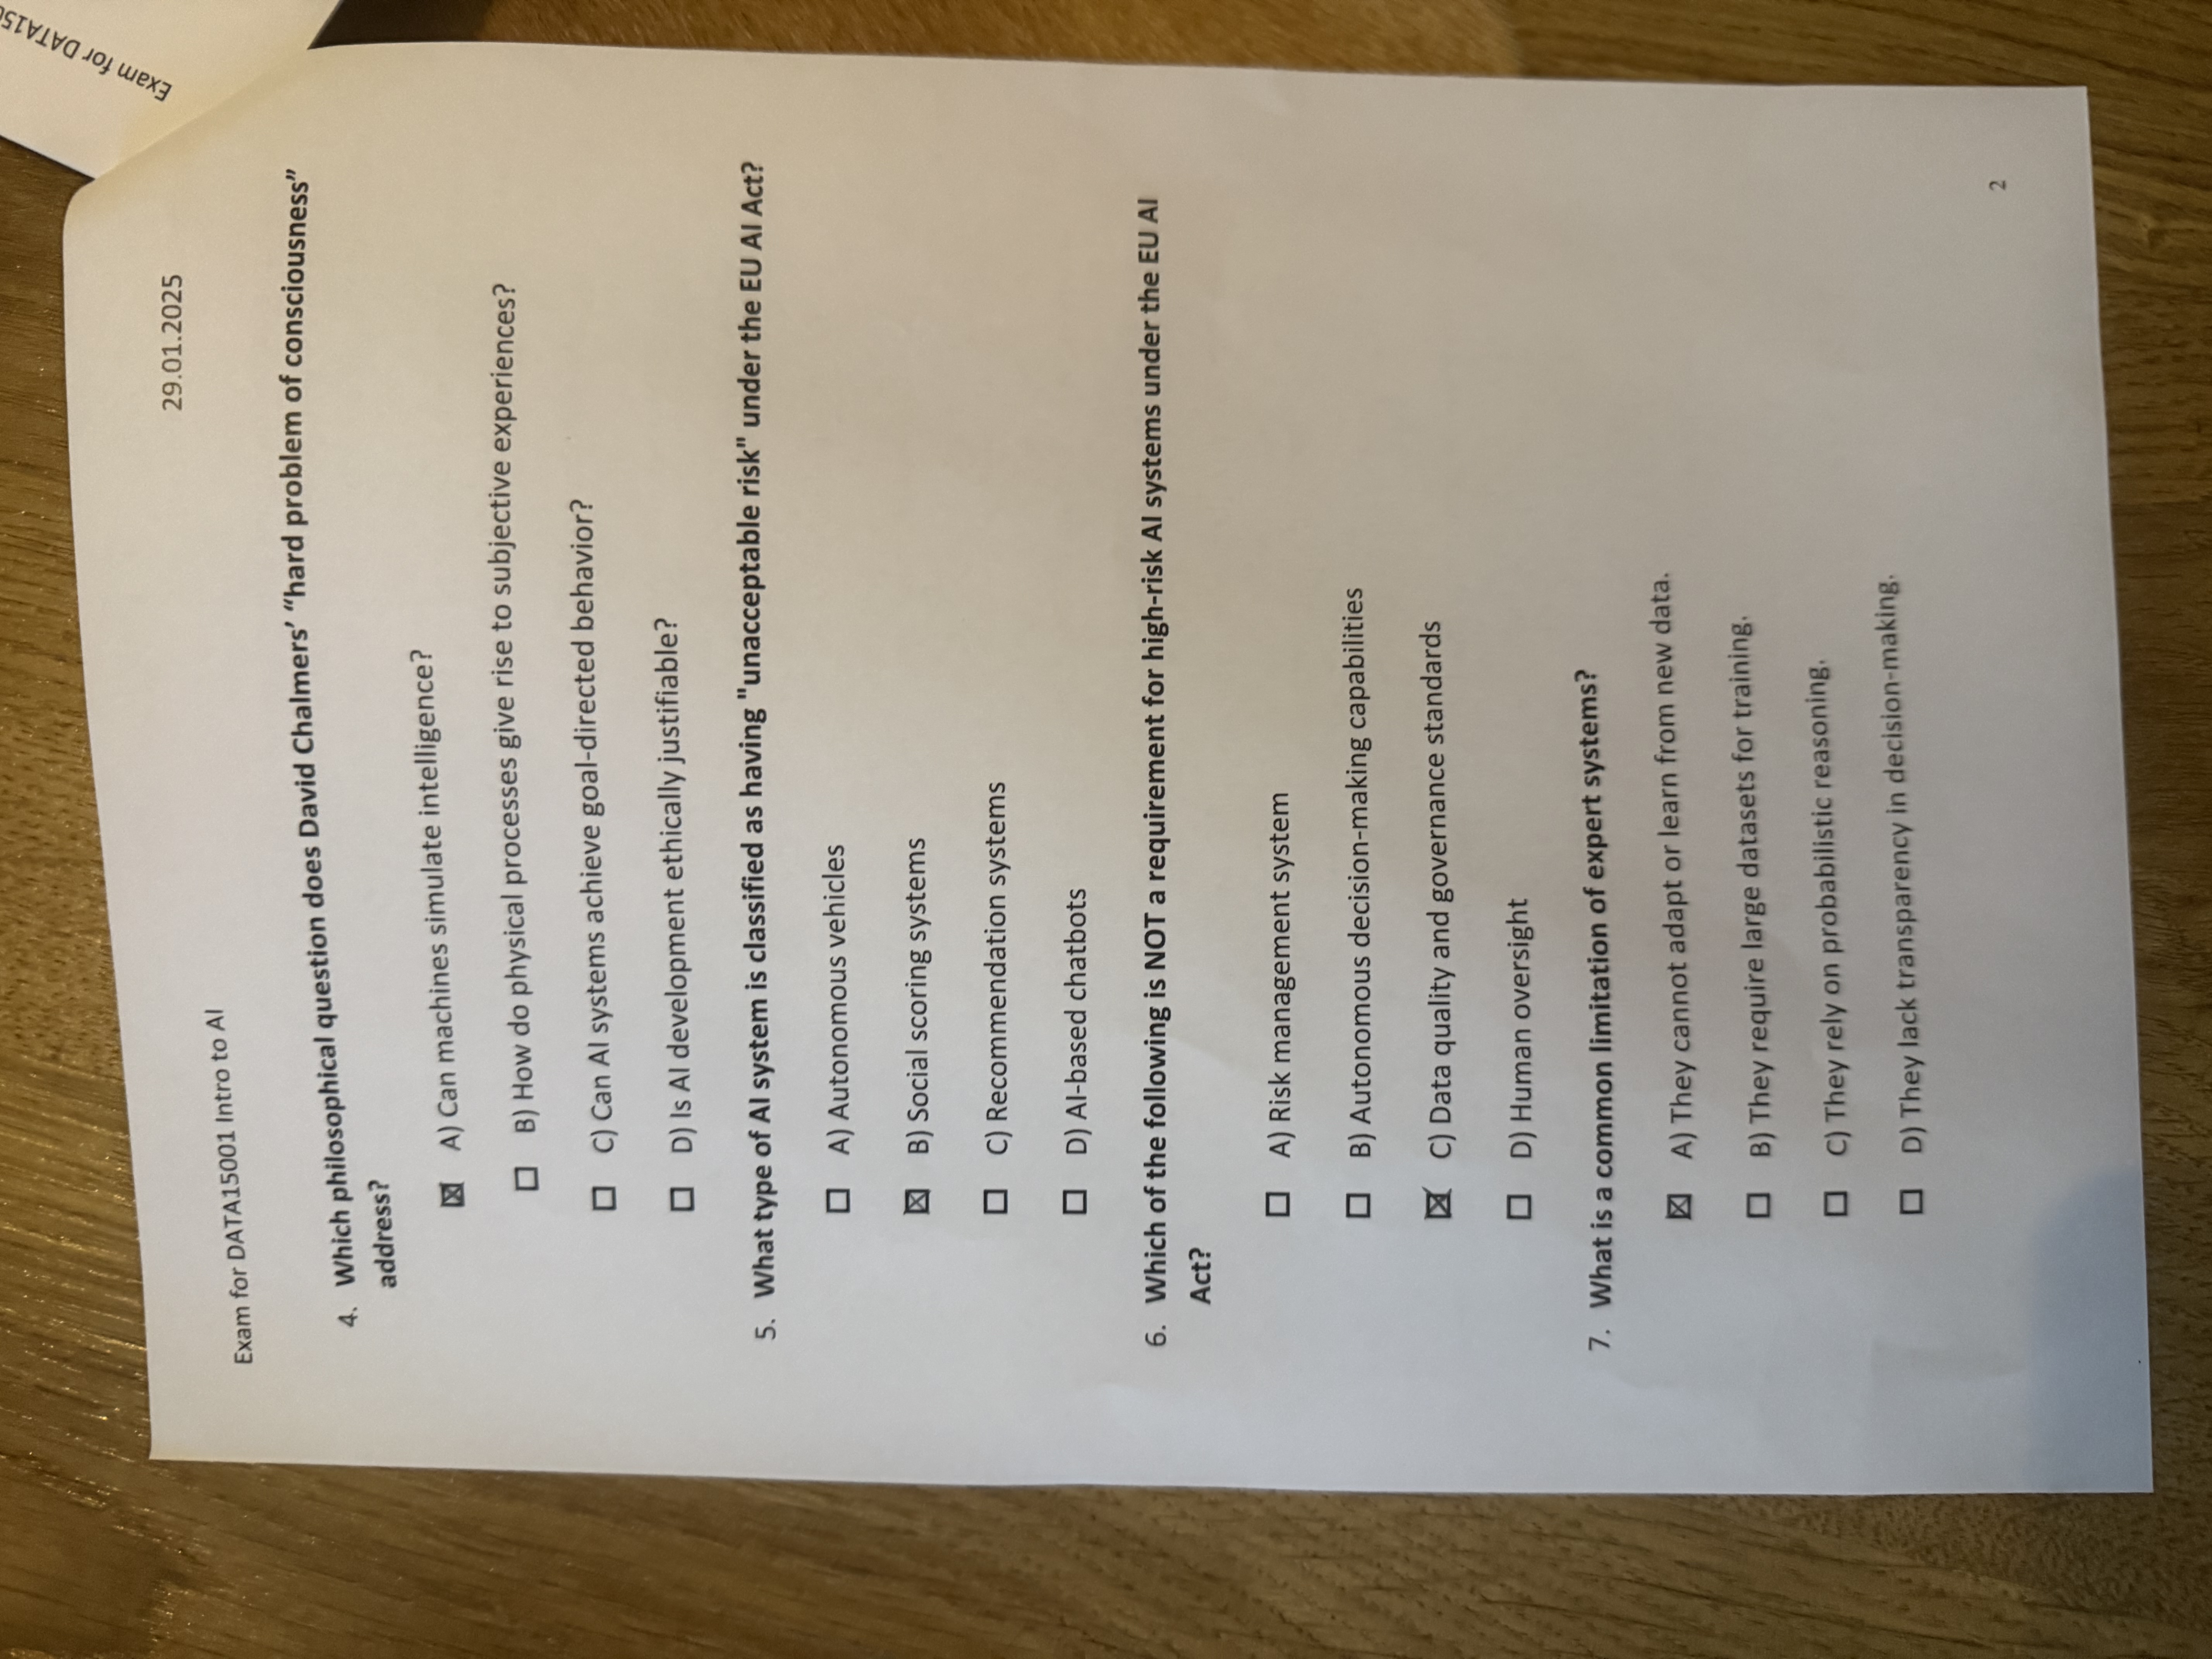 29.01.2025
Exam for DATA15001 Intro to AI
4. Which philosophical question does David Chalmers’ “hard problem of consciousness”
address?
☒ A) Can machines simulate intelligence?
☐ B) How do physical processes give rise to subjective experiences?
☐ C) Can AI systems achieve goal-directed behavior?
☐ D) Is AI development ethically justifiable?
5. What type of AI system is classified as having "unacceptable risk" under the EU AI Act?
☐ A) Autonomous vehicles
☒ B) Social scoring systems
☐ C) Recommendation systems
☐ D) AI-based chatbots
6. Which of the following is NOT a requirement for high-risk AI systems under the EU AI
Act?
☐ A) Risk management system
☐ B) Autonomous decision-making capabilities
☒ C) Data quality and governance standards
☐ D) Human oversight
7. What is a common limitation of expert systems?
☒ A) They cannot adapt or learn from new data.
☐ B) They require large datasets for training.
☐ C) They rely on probabilistic reasoning.
☐ D) They lack transparency in decision-making.
2
Exam for